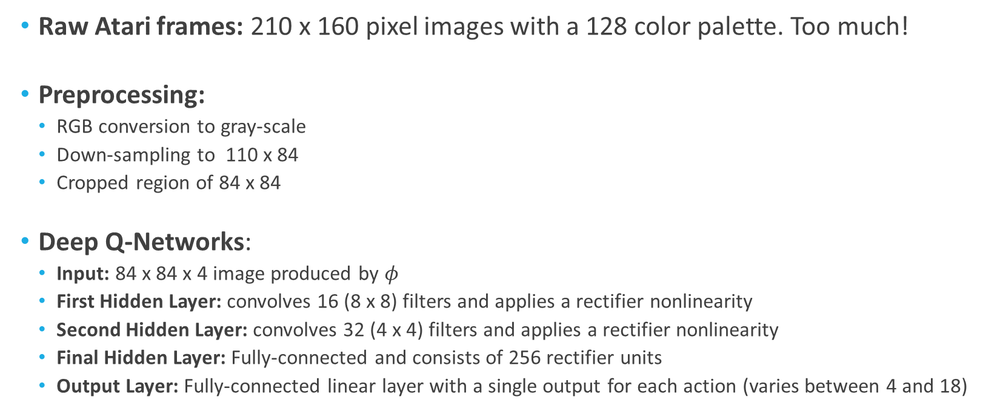 • Raw Atari frames: 210 x 160 pixel images with a 128 color palette. Too much!
• Preprocessing:
• RGB conversion to gray-scale
• Down-sampling to 110 x 84
• Cropped region of 84 x 84
• Deep Q-Networks:
• Input: 84 x 84 x 4 image produced by ϕ
• First Hidden Layer: convolves 16 (8 x 8) filters and applies a rectifier nonlinearity
• Second Hidden Layer: convolves 32 (4 x 4) filters and applies a rectifier nonlinearity
• Final Hidden Layer: Fully-connected and consists of 256 rectifier units
• Output Layer: Fully-connected linear layer with a single output for each action (varies between 4 and 18)